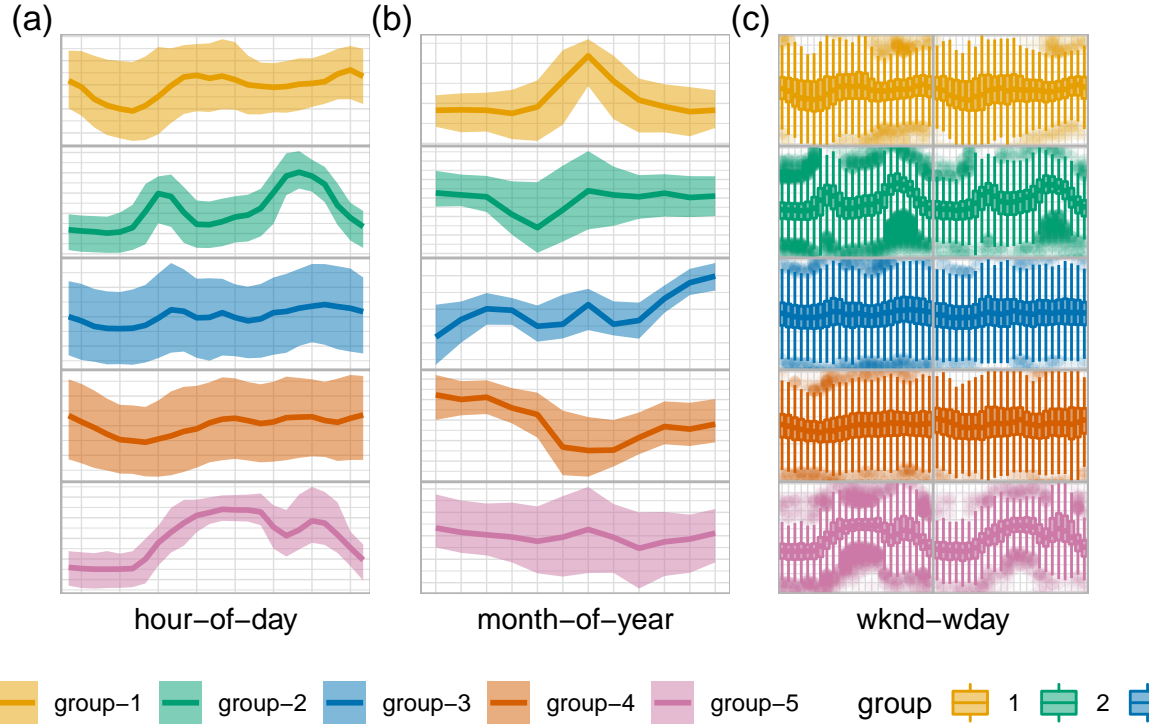 (a) (b) (c)
hour−of−day month−of−year wknd−wday
group−1 group−2 group−3 group−4 group−5 group 1 2